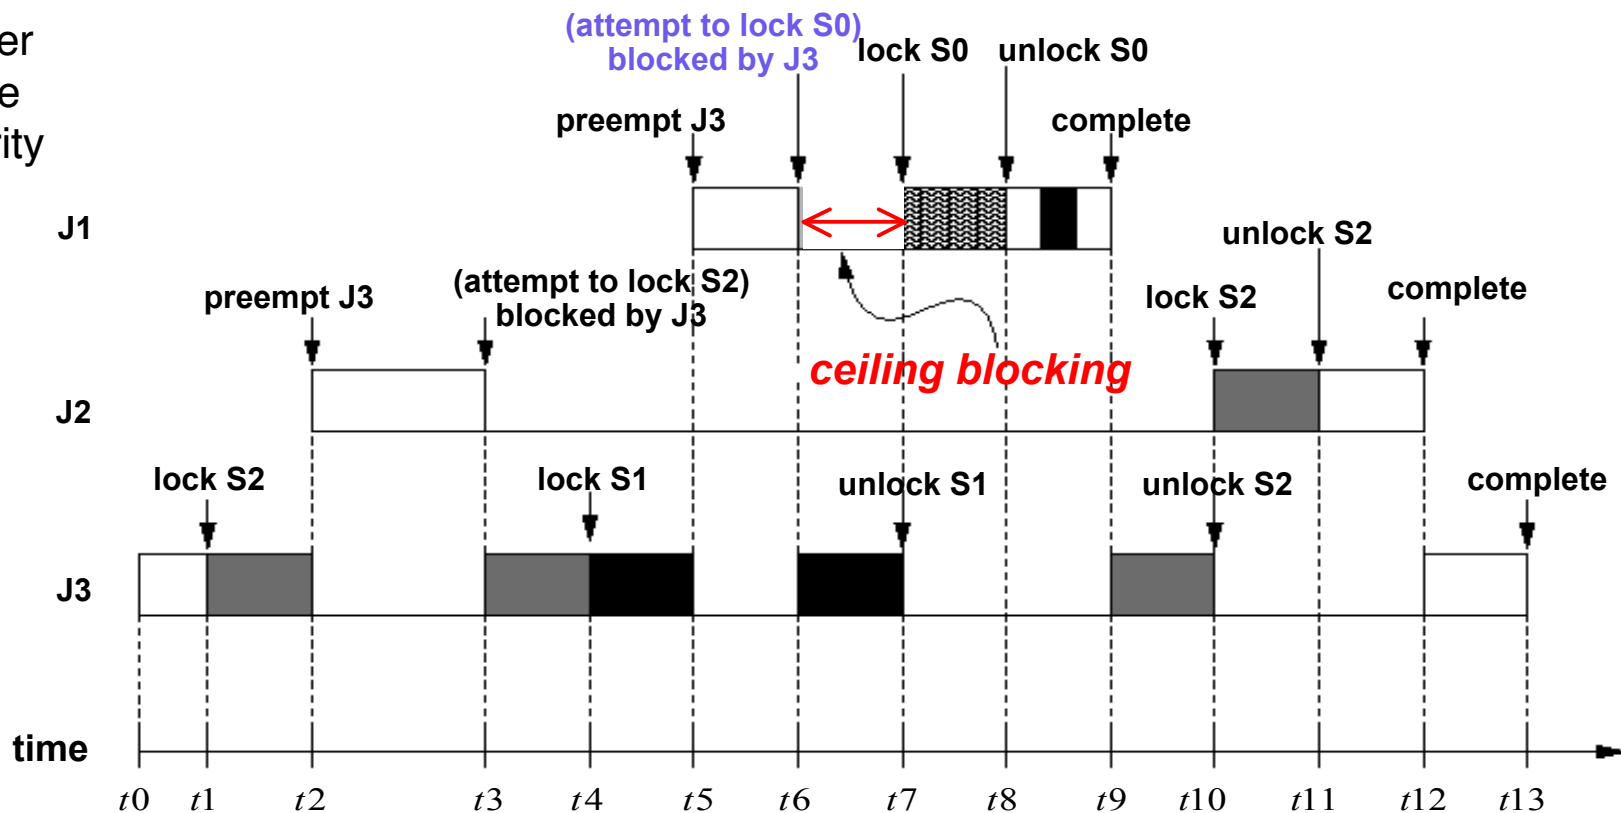 er
e
rity
(attempt to lock S0)
blocked by J3
lock S0
unlock S0
preempt J3
complete
J1
unlock S2
preempt J3
(attempt to lock S2)
blocked by J3
lock S2
complete
ceiling blocking
J2
lock S2
lock S1
unlock S1
unlock S2
complete
J3
time
t0 t1 t2 t3 t4 t5 t6 t7 t8 t9 t10 t11 t12 t13